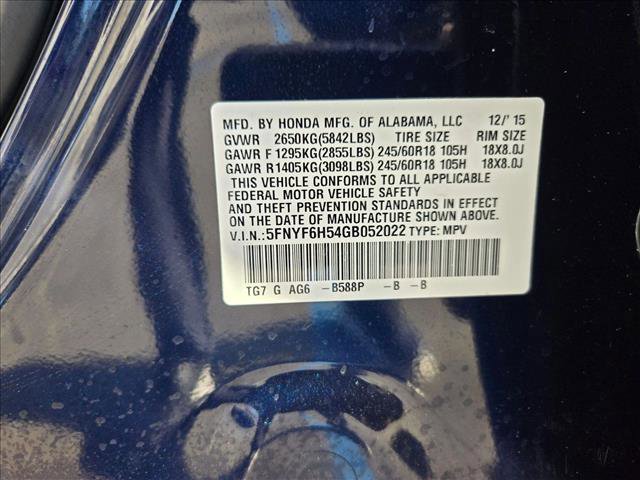 MFD. BY HONDA MFG. OF ALABAMA, LLC 12/'15
GVWR 2650KG(5842LBS) TIRE SIZE RIM SIZE
GAWR F1295KG(2855LBS) 245/60R18 105H 18X8.0J
GAWR R1405KG(3098LBS) 245/60R18 105H 18X8.0J
THIS VEHICLE CONFORMS TO ALL APPLICABLE
FEDERAL MOTOR VEHICLE SAFETY
AND THEFT PREVENTION STANDARDS IN EFFECT
ON THE DATE OF MANUFACTURE SHOWN ABOVE.
V.I.N.:5FNYF6H54GB052022 TYPE: MPV
TG7 G AG6 -B588P -B -B